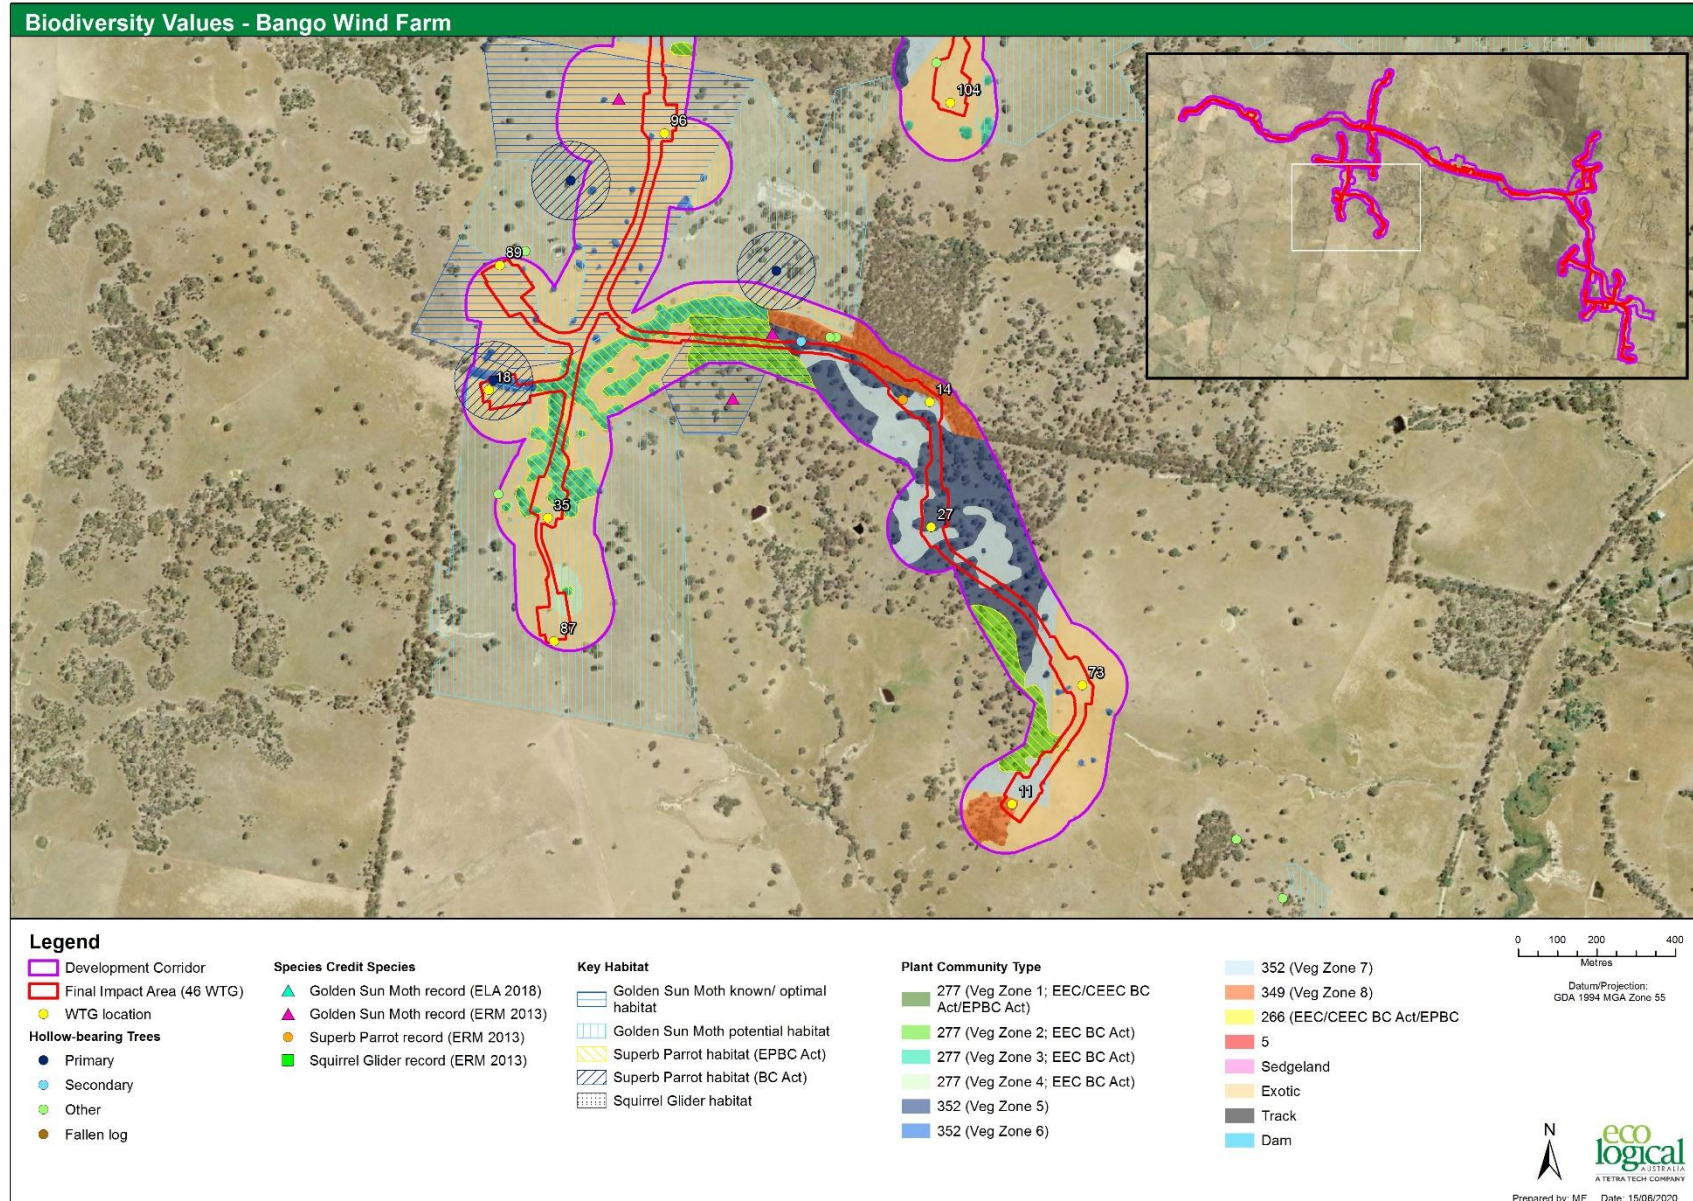 Biodiversity Values - Bango Wind Farm
104
96
89
18
14
35
27
87
73
11
Legend
Development Corridor
Final Impact Area (46 WTG)
WTG location
Hollow-bearing Trees
Primary
Secondary
Other
Fallen log
Species Credit Species
Golden Sun Moth record (ELA 2018)
Golden Sun Moth record (ERM 2013)
Superb Parrot record (ERM 2013)
Squirrel Glider record (ERM 2013)
Key Habitat
Golden Sun Moth known/ optimal
habitat
Golden Sun Moth potential habitat
Superb Parrot habitat (EPBC Act)
Superb Parrot habitat (BC Act)
Squirrel Glider habitat
Plant Community Type
277 (Veg Zone 1; EEC/CEEC BC
Act/EPBC Act)
277 (Veg Zone 2; EEC BC Act)
277 (Veg Zone 3; EEC BC Act)
277 (Veg Zone 4; EEC BC Act)
352 (Veg Zone 5)
352 (Veg Zone 6)
352 (Veg Zone 7)
349 (Veg Zone 8)
266 (EEC/CEEC BC Act/EPBC
5
Sedgeland
Exotic
Track
Dam
0 100 200 400
Metres
Datum/Projection:
GDA 1994 MGA Zone 55
N
eco
logical
AUSTRALIA
A TETRA TECH COMPANY
Prepared by: MF Date: 15/06/2020